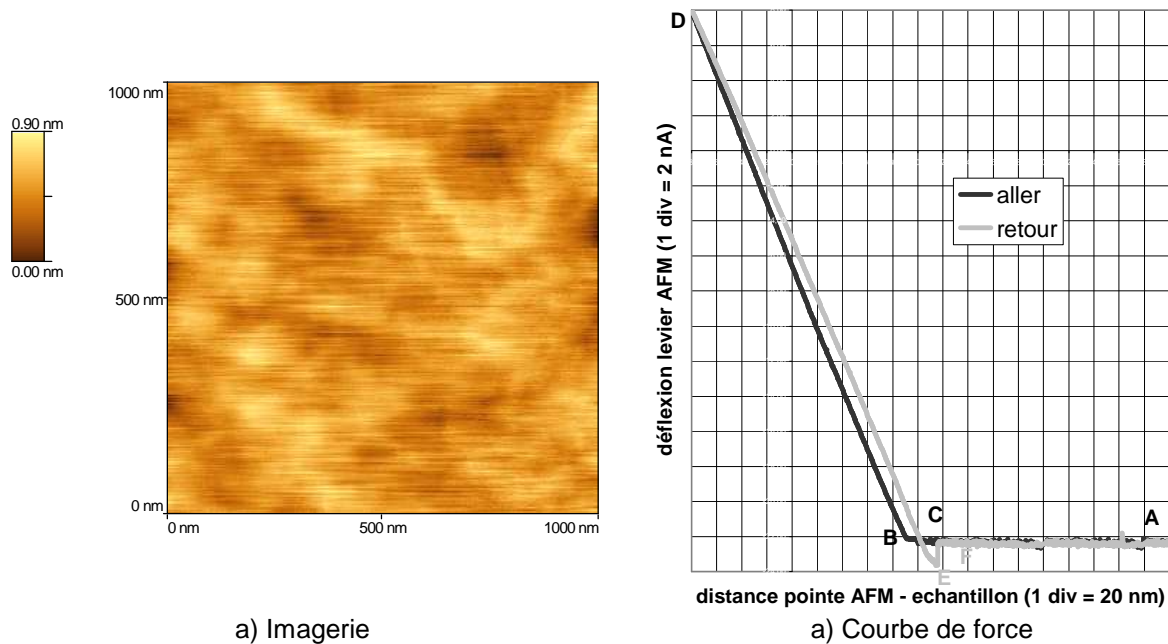 1000 nm
0.90 nm
0.00 nm
500 nm
0 nm
0 nm
500 nm
1000 nm
a) Imagerie
D
déflexion levier AFM (1 div = 2 nA)
aller
retour
C
A
B
F
E
distance pointe AFM - echantillon (1 div = 20 nm)
a) Courbe de force